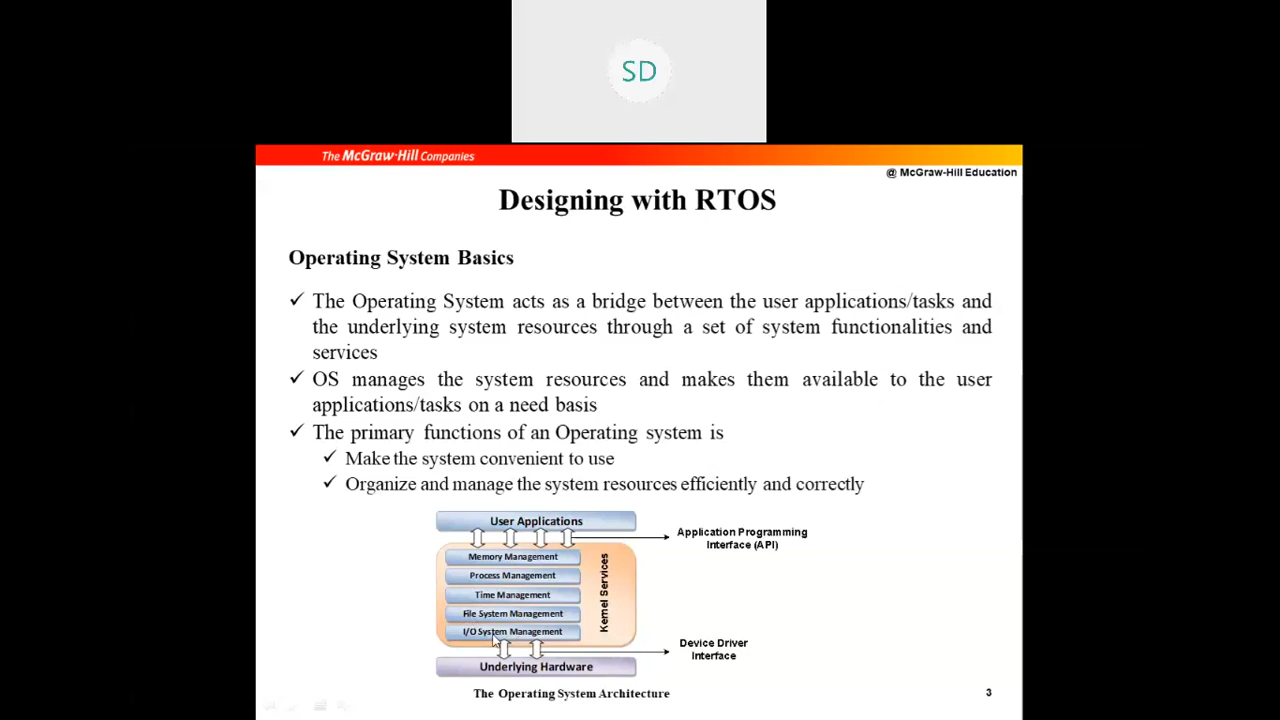 SD
The McGraw-Hill Companies
@ McGraw-Hill Education
Designing with RTOS
Operating System Basics
✓ The Operating System acts as a bridge between the user applications/tasks and
the underlying system resources through a set of system functionalities and
services
✓ OS manages the system resources and makes them available to the user
applications/tasks on a need basis
✓ The primary functions of an Operating system is
✓ Make the system convenient to use
✓ Organize and manage the system resources efficiently and correctly
User Applications
Application Programming
Interface (API)
Memory Management
Process Management
Time Management
File System Management
I/O System Management
Kernel Services
Device Driver
Interface
Underlying Hardware
The Operating System Architecture
3